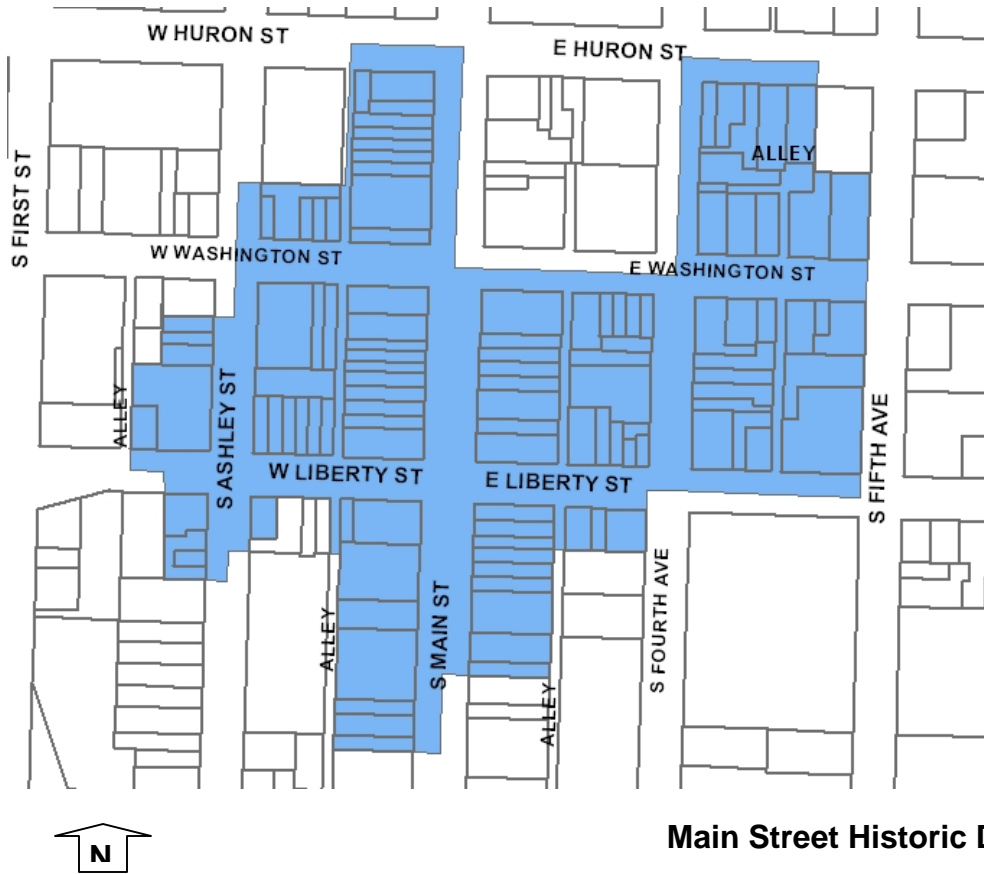 W HURON ST
E HURON ST
S FIRST ST
ALLEY
W WASHINGTON ST
E WASHINGTON ST
ALLEY
S ASHLEY ST
W LIBERTY ST
E LIBERTY ST
S FIFTH AVE
ALLEY
S MAIN ST
S FOURTH AVE
ALLEY
Main Street Historic D
N